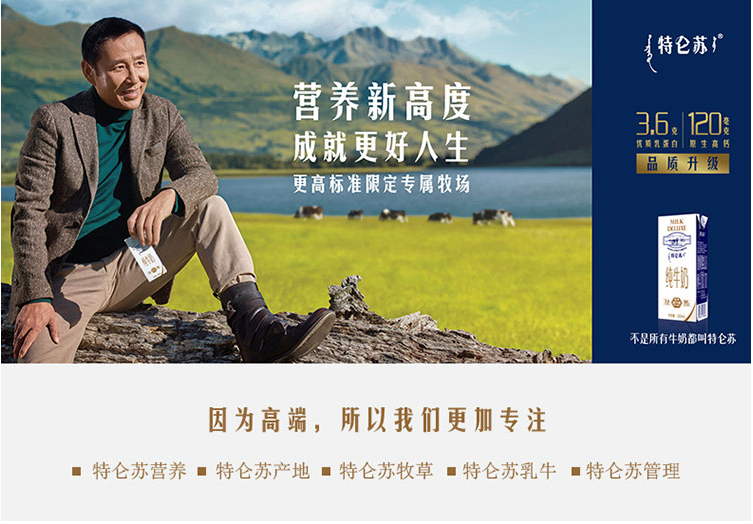 营养新高度
成就更好人生
更高标准限定专属牧场
特仑苏®
3.6克 120毫克
优质乳蛋白 原生高钙
品质升级
MILK
DELUXE
特仑苏
纯牛奶
纯牛奶
不是所有牛奶都叫特仑苏
因为高端，所以我们更加专注
特仑苏营养 ■ 特仑苏产地 ■ 特仑苏牧草 ■ 特仑苏乳牛 ■ 特仑苏管理